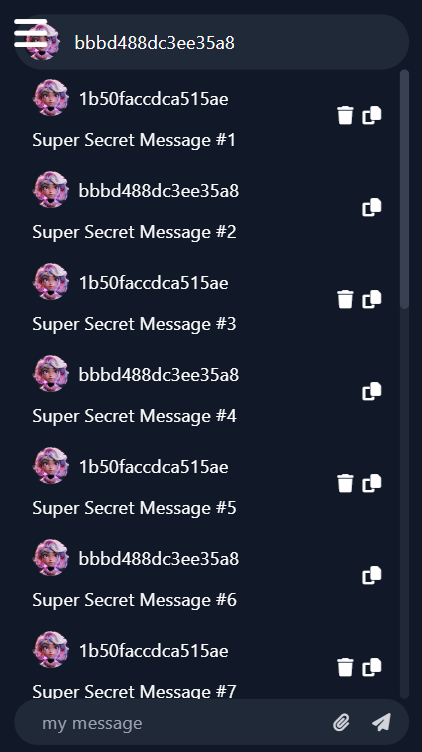 bbbd488dc3ee35a8
1b50faccdca515ae
Super Secret Message #1
bbbd488dc3ee35a8
Super Secret Message #2
1b50faccdca515ae
Super Secret Message #3
bbbd488dc3ee35a8
Super Secret Message #4
1b50faccdca515ae
Super Secret Message #5
bbbd488dc3ee35a8
Super Secret Message #6
1b50faccdca515ae
Super Secret Message #7
my message